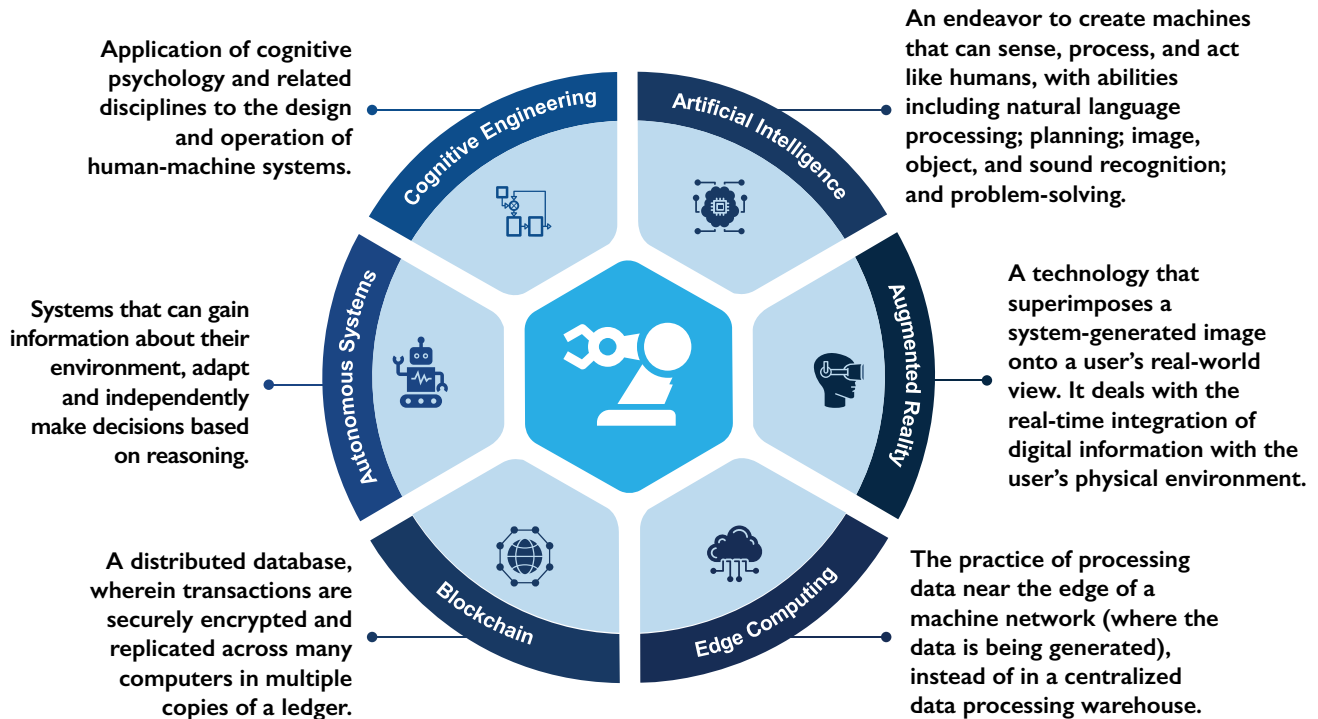 Application of cognitive
psychology and related
disciplines to the design
and operation of
human-machine systems.
Cognitive Engineering
Artificial Intelligence
An endeavor to create machines
that can sense, process, and act
like humans, with abilities
including natural language
processing; planning; image,
object, and sound recognition;
and problem-solving.
Systems that can gain
information about their
environment, adapt
and independently
make decisions based
on reasoning.
Autonomous Systems
Augmented Reality
A technology that
superimposes a
system-generated image
onto a user’s real-world
view. It deals with the
real-time integration of
digital information with the
user’s physical environment.
A distributed database,
wherein transactions are
securely encrypted and
replicated across many
computers in multiple
copies of a ledger.
Blockchain
Edge Computing
The practice of processing
data near the edge of a
machine network (where the
data is being generated),
instead of in a centralized
data processing warehouse.